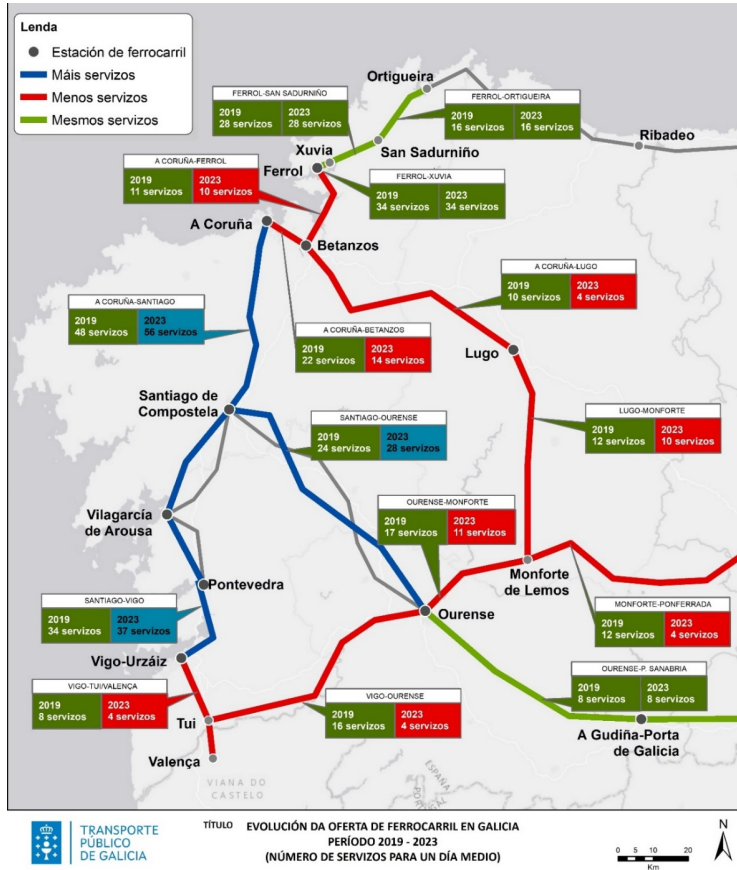 Lenda
Estación de ferrocarril
Máis servizos
Menos servizos
Mesmos servizos
Ortigueira
FERROL-SAN SADURNIÑO
2019 2023
28 servizos 28 servizos
FERROL-ORTIGUEIRA
2019 2023
16 servizos 16 servizos
Ribadeo
Xuvia
San Sadurniño
Ferrol
A CORUÑA-FERROL
2019 2023
11 servizos 10 servizos
FERROL-XUVIA
2019 2023
34 servizos 34 servizos
A Coruña
Betanzos
A CORUÑA-LUGO
2019 2023
10 servizos 4 servizos
A CORUÑA-SANTIAGO
2019 2023
48 servizos 56 servizos
A CORUÑA-BETANZOS
2019 2023
22 servizos 14 servizos
Lugo
Santiago de
Compostela
SANTIAGO-OURENSE
2019 2023
24 servizos 28 servizos
LUGO-MONFORTE
2019 2023
12 servizos 10 servizos
OURENSE-MONFORTE
2019 2023
17 servizos 11 servizos
Vilagarcía
de Arousa
Monforte
de Lemos
Pontevedra
Ourense
SANTIAGO-VIGO
2019 2023
34 servizos 37 servizos
MONFORTE-PONFERRADA
2019 2023
12 servizos 4 servizos
Vigo-Urzáiz
OURENSE-P. SANABRIA
2019 2023
8 servizos 8 servizos
VIGO-TUI/VALENÇA
2019 2023
8 servizos 4 servizos
VIGO-OURENSE
2019 2023
16 servizos 4 servizos
Tui
A Gudiña-Porta
de Galicia
Valença
VIANA DO
CASTELO
ESPAÑA
PORTUGAL
TRANSPORTE
PÚBLICO
DE GALICIA
TÍTULO EVOLUCIÓN DA OFERTA DE FERROCARRIL EN GALICIA
PERÍODO 2019 - 2023
(NÚMERO DE SERVIZOS PARA UN DÍA MEDIO)
N
0 5 10 20
Km